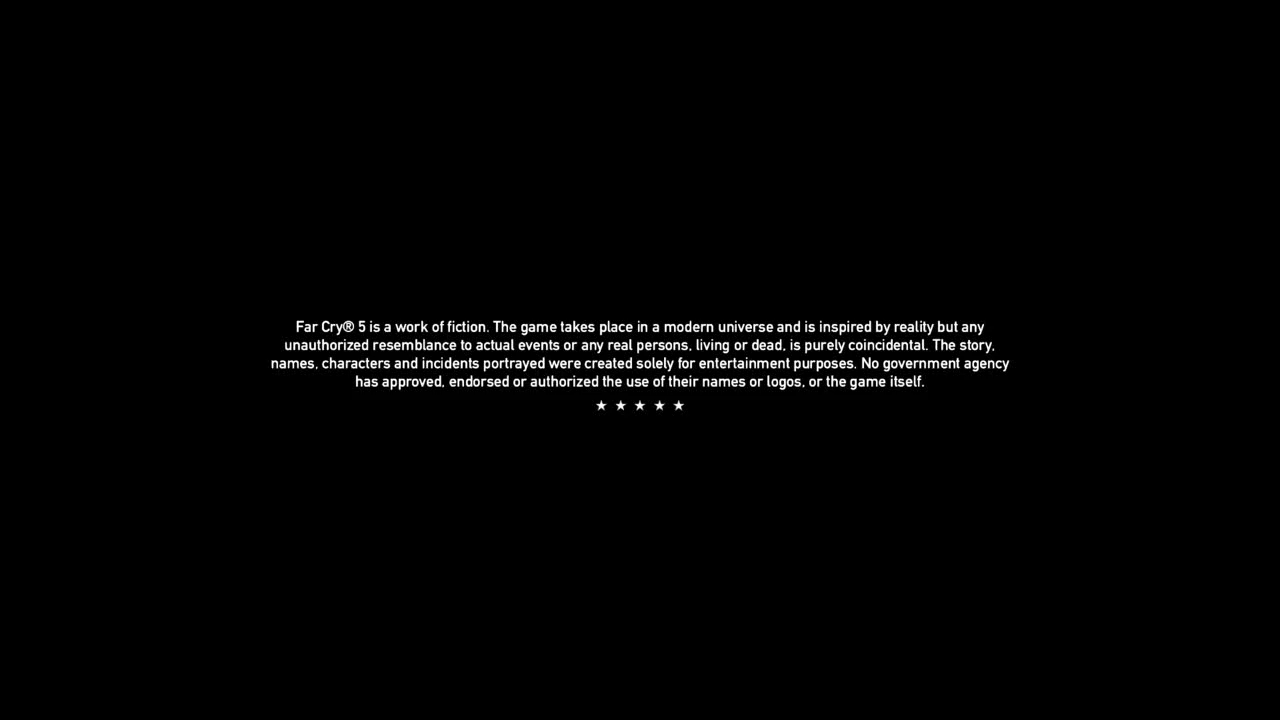 Far Cry® 5 is a work of fiction. The game takes place in a modern universe and is inspired by reality but any
unauthorized resemblance to actual events or any real persons, living or dead, is purely coincidental. The story,
names, characters and incidents portrayed were created solely for entertainment purposes. No government agency
has approved, endorsed or authorized the use of their names or logos, or the game itself.
★ ★ ★ ★ ★